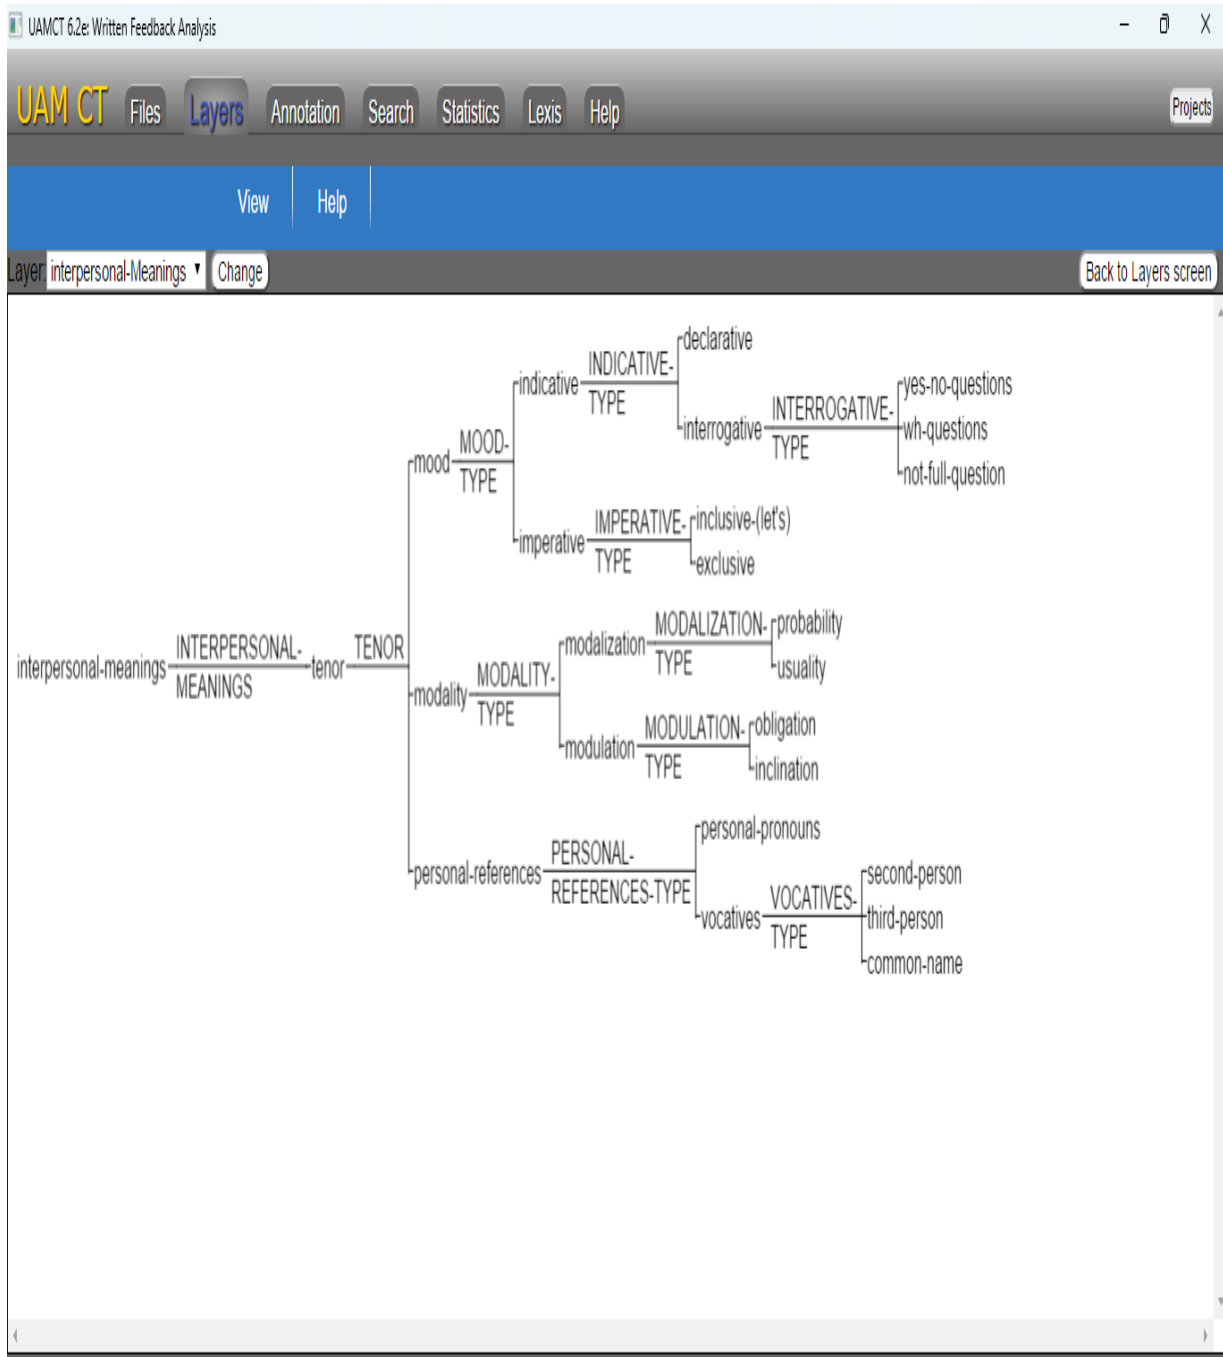 UAMCT 6.2e: Written Feedback Analysis
UAM CT Files Layers Annotation Search Statistics Lexis Help Projects
View Help
Layer: interpersonal-Meanings Change Back to Layers screen
declarative
INDICATIVE-
indicative TYPE
yes-no-questions
INTERROGATIVE-
interrogative TYPE wh-questions
MOOD-
mood TYPE
not-full-question
inclusive-(let's)
IMPERATIVE-
imperative TYPE
exclusive
probability
MODALIZATION-
modalization TYPE
INTERPERSONAL- TENOR
interpersonal-meanings MEANINGS tenor
usuality
MODALITY-
modality TYPE
obligation
MODULATION-
modulation TYPE
inclination
personal-pronouns
PERSONAL-
personal-references REFERENCES-TYPE
second-person
VOCATIVES-
vocatives TYPE third-person
common-name